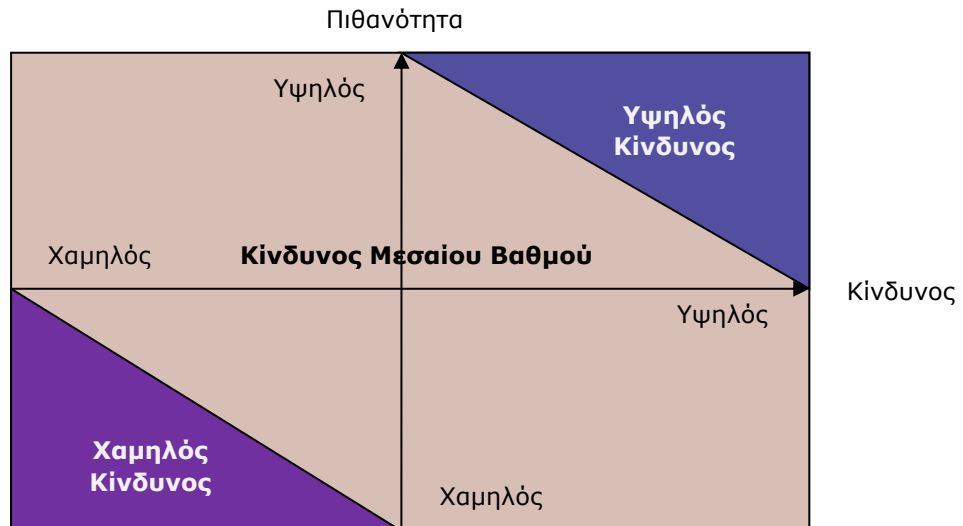 Πιθανότητα
Υψηλός
Υψηλός
Κίνδυνος
Χαμηλός
Κίνδυνος Μεσαίου Βαθμού
Κίνδυνος
Υψηλός
Χαμηλός
Κίνδυνος
Χαμηλός